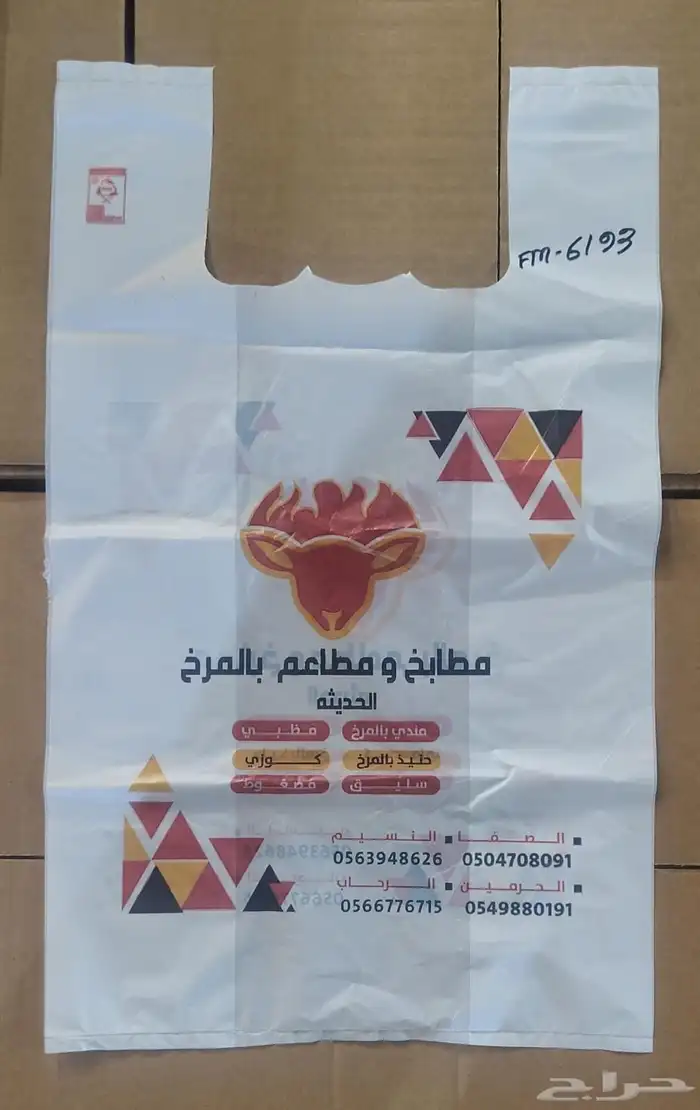 FTM-6193
مطابخ و مطاعم بالمرخ
الحديثه
مندي بالمرخ مظبي
حنيذ بالمرخ كوزي
سليق مضغوط
الصفا النسيم
0504708091 0563948626
الحرمين الرحاب
0549880191 0566776715
حراج